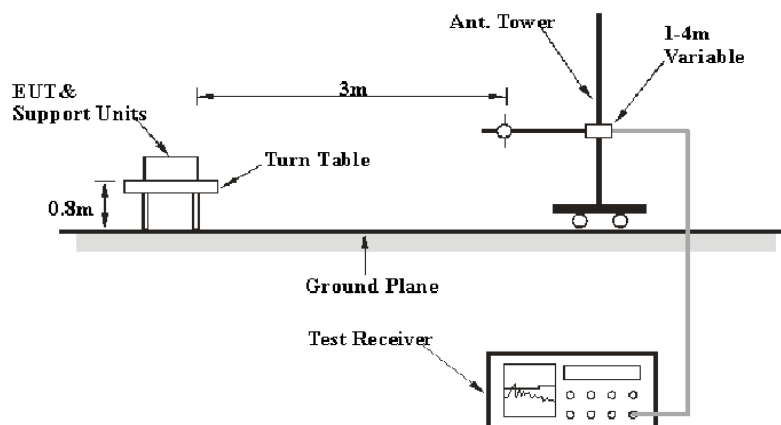 Ant. Tower
1-4m
Variable
3m
EUT &
Support Units
Turn Table
0.8m
Ground Plane
Test Receiver